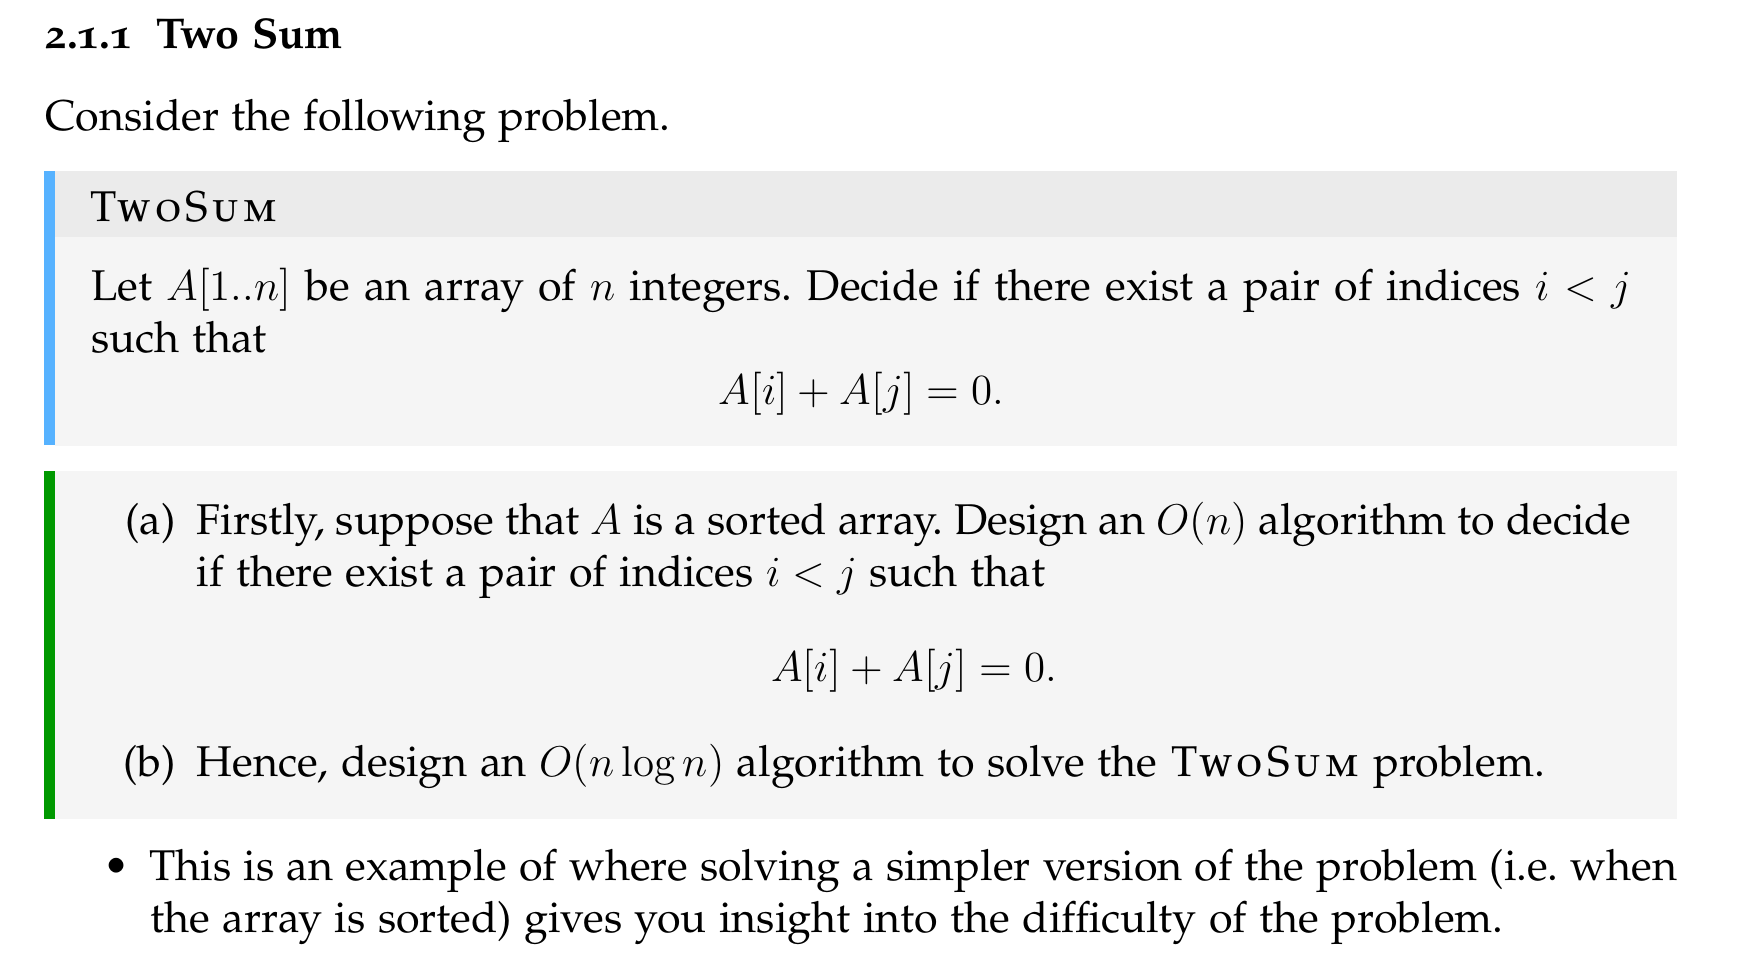 2.1.1 Two Sum
Consider the following problem.
TwoSum
Let A[1..n] be an array of n integers. Decide if there exist a pair of indices i < j
such that
A[i] + A[j] = 0.
(a) Firstly, suppose that A is a sorted array. Design an O(n) algorithm to decide
if there exist a pair of indices i < j such that
A[i] + A[j] = 0.
(b) Hence, design an O(n log n) algorithm to solve the TwoSum problem.
• This is an example of where solving a simpler version of the problem (i.e. when
the array is sorted) gives you insight into the difficulty of the problem.